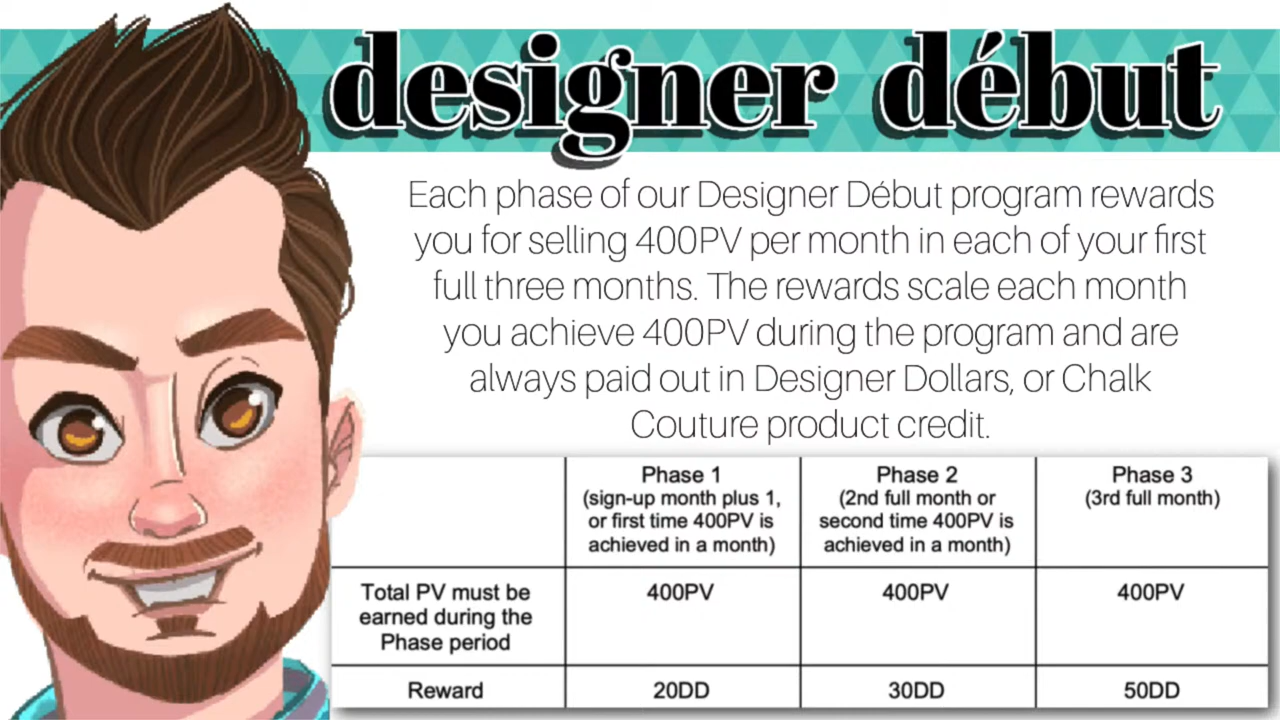 designer début
Each phase of our Designer Début program rewards
you for selling 400PV per month in each of your first
full three months. The rewards scale each month
you achieve 400PV during the program and are
always paid out in Designer Dollars, or Chalk
Couture product credit.
Phase 1
(sign-up month plus 1,
or first time 400PV is
achieved in a month)
Phase 2
(2nd full month or
second time 400PV is
achieved in a month)
Phase 3
(3rd full month)
Total PV must be
earned during the
Phase period
400PV
400PV
400PV
Reward
20DD
30DD
50DD